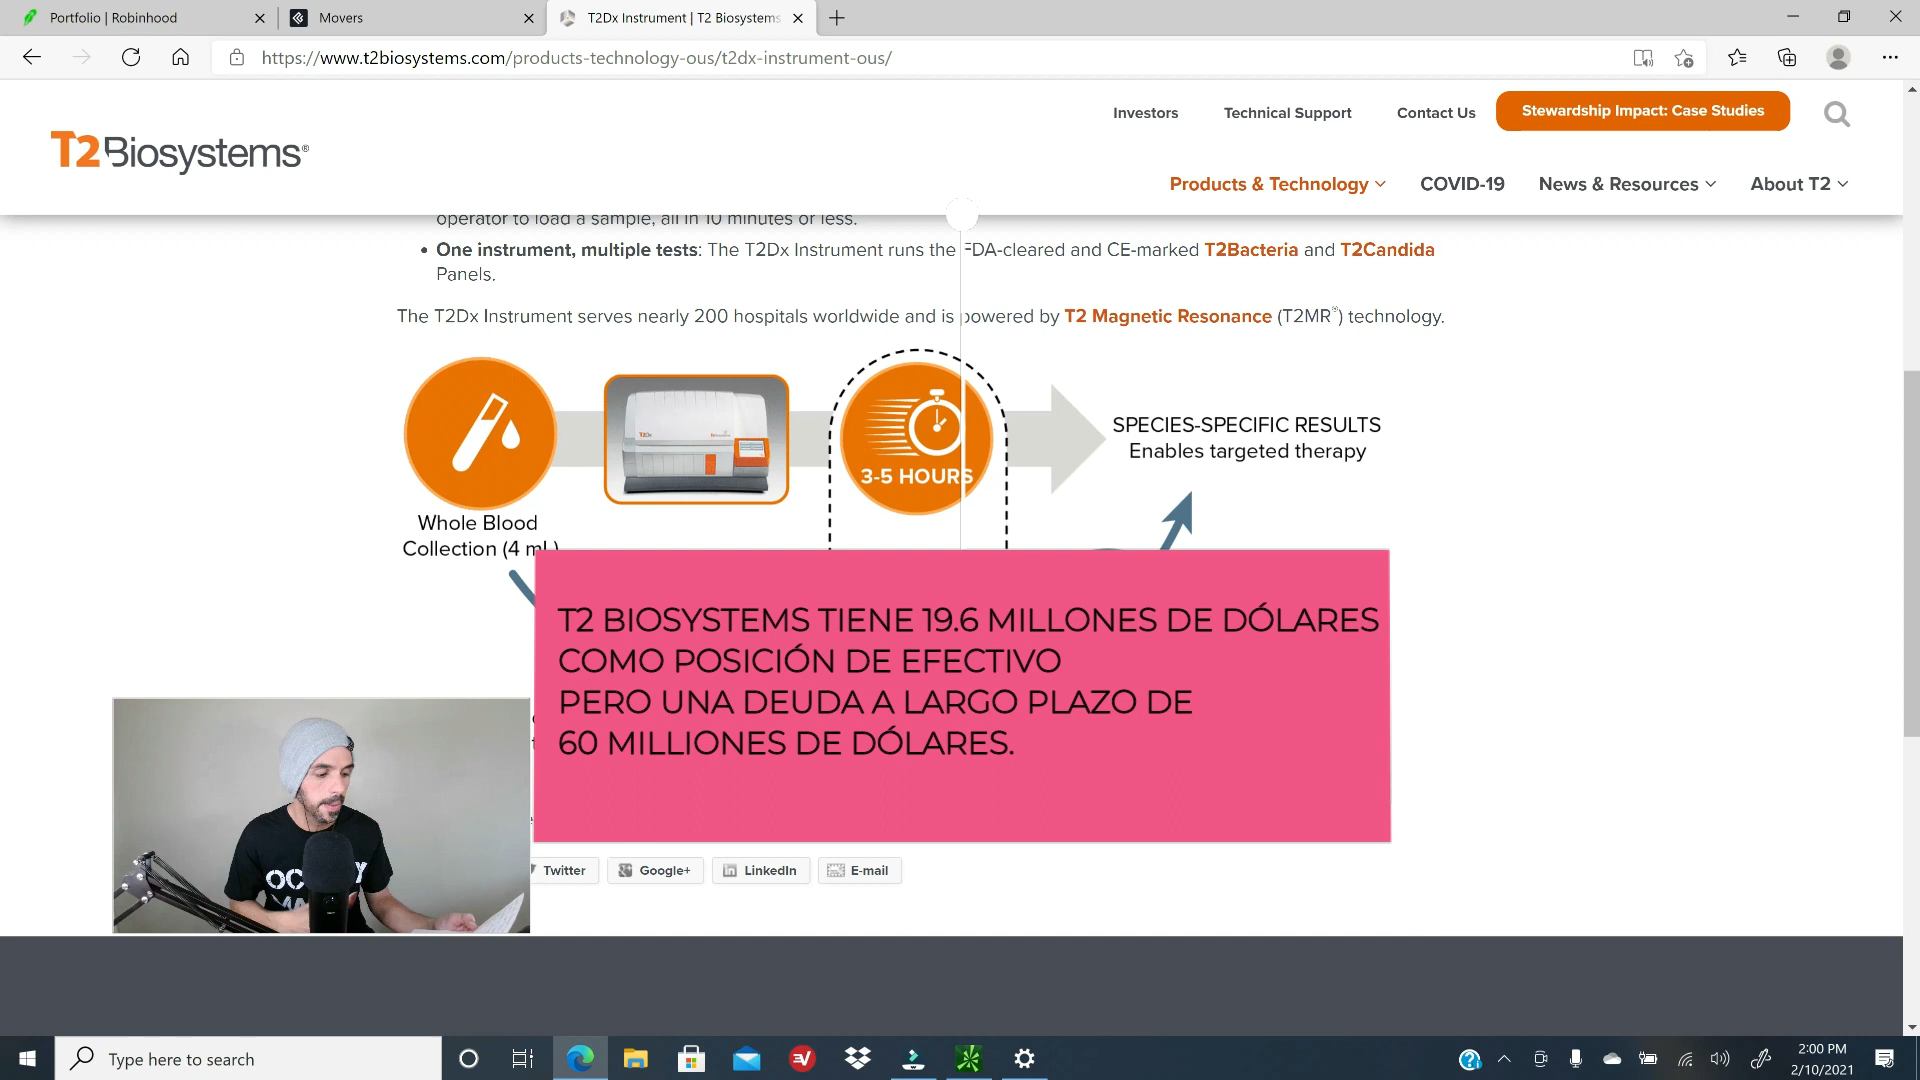 Portfolio | Robinhood
Movers
T2Dx Instrument | T2 Biosystems
https://www.t2biosystems.com/products-technology-ous/t2dx-instrument-ous/
Investors
Technical Support
Contact Us
Stewardship Impact: Case Studies
T2Biosystems®
Products & Technology
COVID-19
News & Resources
About T2
operator to load a sample, all in 10 minutes or less.
• One instrument, multiple tests: The T2Dx Instrument runs the FDA-cleared and CE-marked T2Bacteria and T2Candida
Panels.
The T2Dx Instrument serves nearly 200 hospitals worldwide and is powered by T2 Magnetic Resonance (T2MR®) technology.
3-5 HOURS
SPECIES-SPECIFIC RESULTS
Enables targeted therapy
Whole Blood
Collection (4 mL)
T2 BIOSYSTEMS TIENE 19.6 MILLONES DE DÓLARES
COMO POSICIÓN DE EFECTIVO
PERO UNA DEUDA A LARGO PLAZO DE
60 MILLIONES DE DÓLARES.
Twitter
Google+
LinkedIn
E-mail
Type here to search
2:00 PM
2/10/2021